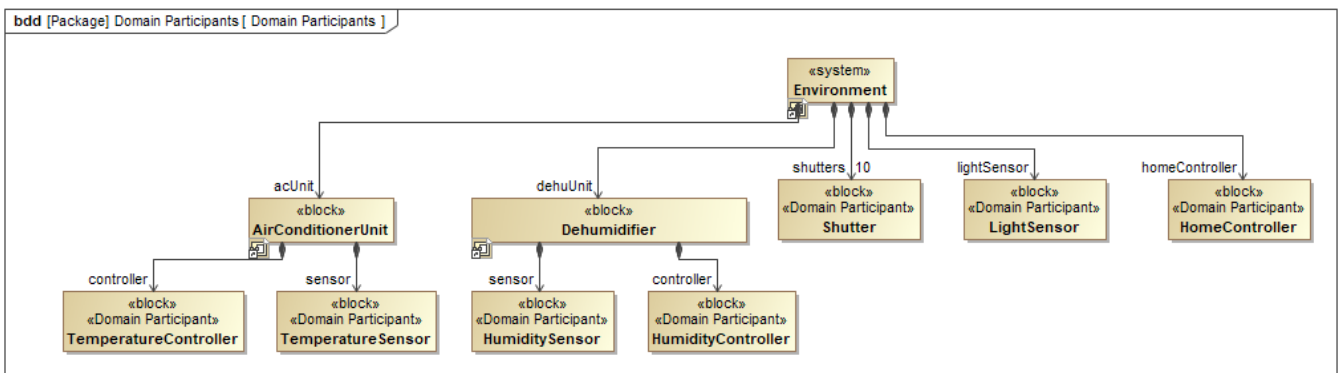 bdd [Package] Domain Participants [ Domain Participants ]
«system»
Environment
acUnit
dehuUnit
shutters 10
lightSensor
homeController
«block»
AirConditionerUnit
«block»
Dehumidifier
«block»
«Domain Participant»
Shutter
«block»
«Domain Participant»
LightSensor
«block»
«Domain Participant»
HomeController
controller
sensor
sensor
controller
«block»
«Domain Participant»
TemperatureController
«block»
«Domain Participant»
TemperatureSensor
«block»
«Domain Participant»
HumiditySensor
«block»
«Domain Participant»
HumidityController